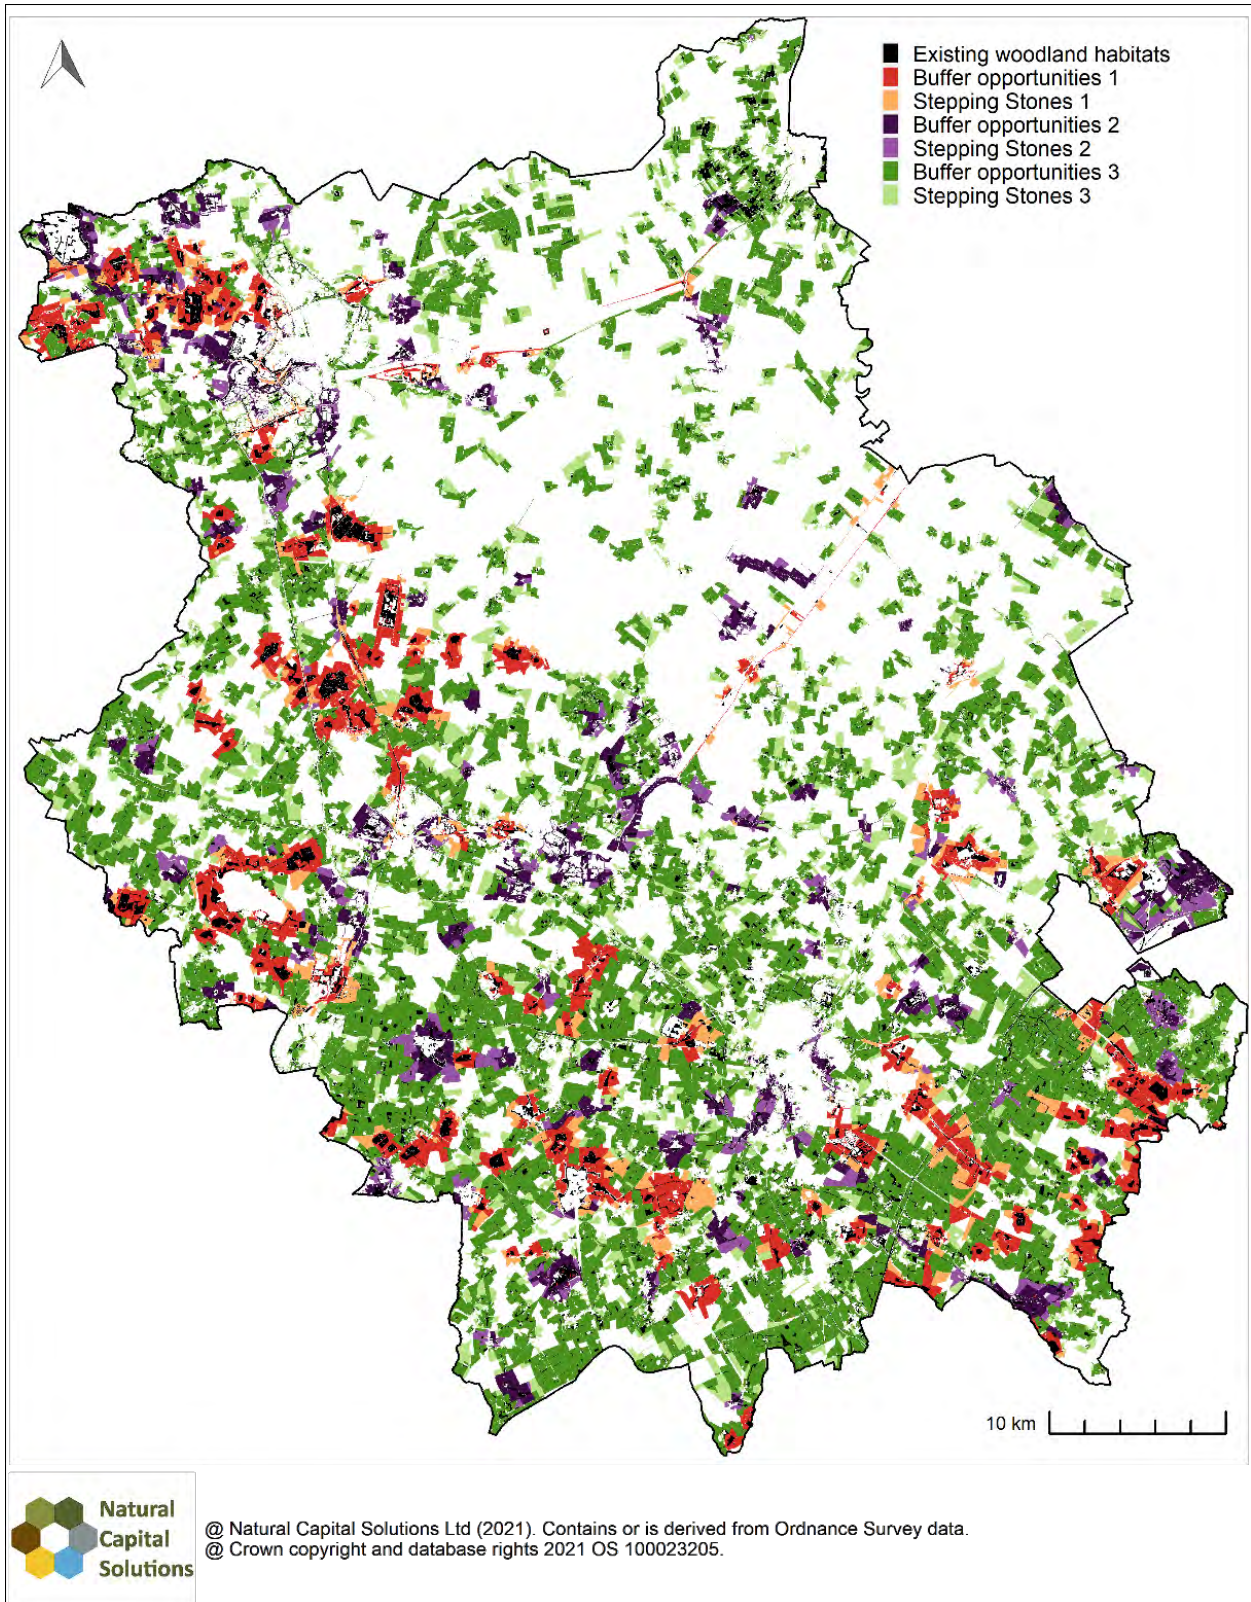 Existing woodland habitats
Buffer opportunities 1
Stepping Stones 1
Buffer opportunities 2
Stepping Stones 2
Buffer opportunities 3
Stepping Stones 3
10 km
Natural
Capital
Solutions
@ Natural Capital Solutions Ltd (2021). Contains or is derived from Ordnance Survey data.
@ Crown copyright and database rights 2021 OS 100023205.